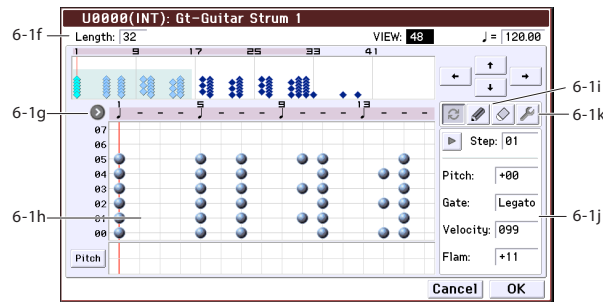 U0000(INT): Gt-Guitar Strum 1
6-1f Length: 32 VIEW: 48 ♩= 120.00
1 9 17 25 33 41
6-1i
6-1g 1 - - - 5 - - - 9 - - - 13 - - -
6-1k
07
06
05
04
03
02
01
00
Step: 01
Pitch: +00
Gate: Legato
Velocity: 099
Flam: +11
6-1h
6-1j
Pitch
Cancel OK